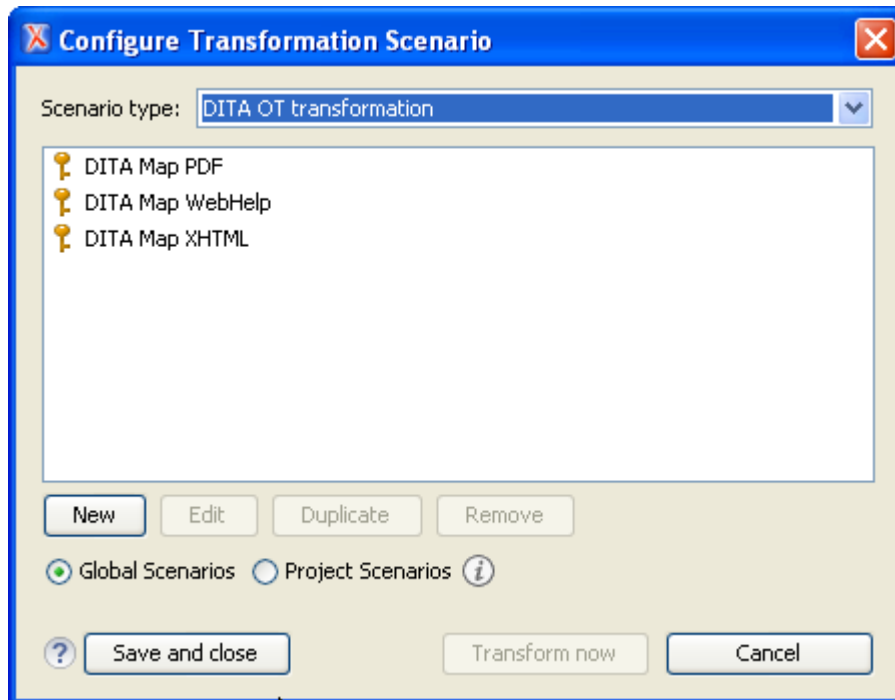 Configure Transformation Scenario
Scenario type: DITA OT transformation
DITA Map PDF
DITA Map WebHelp
DITA Map XHTML
New Edit Duplicate Remove
Global Scenarios Project Scenarios i
? Save and close Transform now Cancel